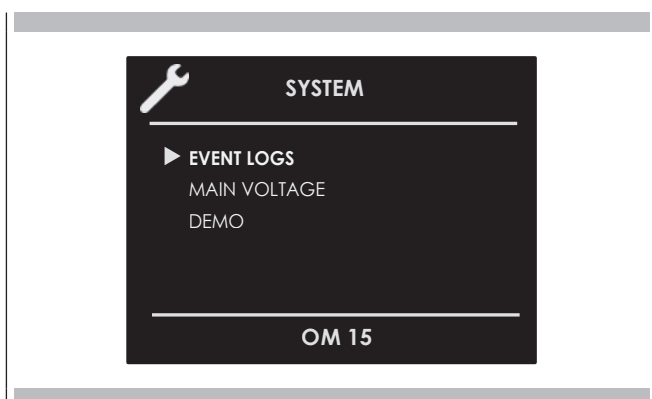 SYSTEM
EVENT LOGS
MAIN VOLTAGE
DEMO
OM 15